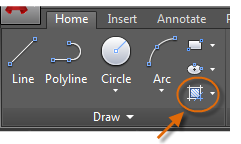 Home Insert Annotate
Line Polyline Circle Arc
Draw